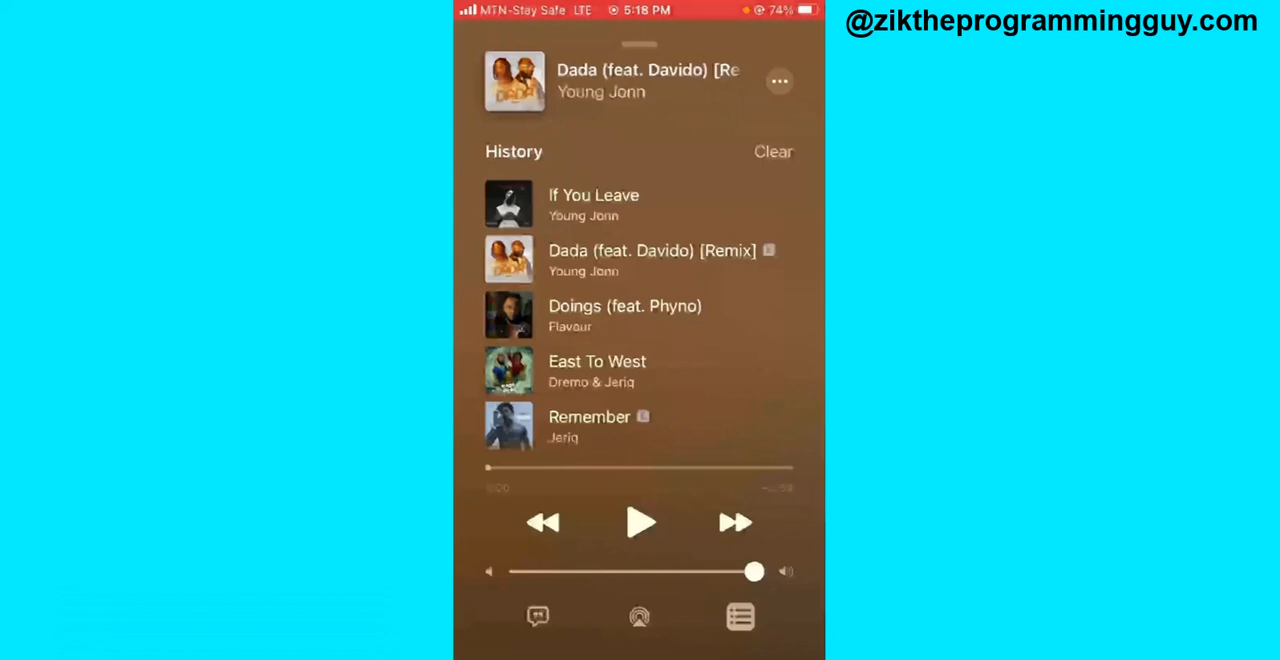 MTN-Stay Safe LTE 5:18 PM 74%
@ziktheprogrammingguy.com
Dada (feat. Davido) [Re
Young Jonn
History
Clear
If You Leave
Young Jonn
Dada (feat. Davido) [Remix] E
Young Jonn
Doings (feat. Phyno)
Flavour
East To West
Dremo & Jeriq
Remember E
Jeriq
0:00